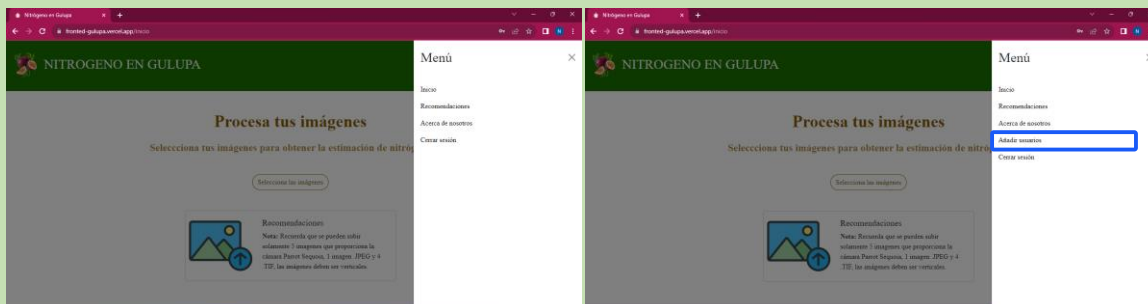 Nitrógeno en Gulupa
fronted-gulupa.vercel.app/inicio
NITROGENO EN GULUPA
Menú
Inicio
Recomendaciones
Acerca de nosotros
Cerrar sesión
Procesa tus imágenes
Seleccciona tus imágenes para obtener la estimación de nitróg
Selecciona las imágenes
Recomendaciones
Nota: Recuerda que se pueden subir
solamente 5 imagenes que proporciona la
cámara Parrot Sequoia, 1 imagen .JPEG y 4
.TIF, las imágenes deben ser verticales.
Nitrógeno en Gulupa
fronted-gulupa.vercel.app/inicio
NITROGENO EN GULUPA
Menú
Inicio
Recomendaciones
Acerca de nosotros
Añadir usuarios
Cerrar sesión
Procesa tus imágenes
Seleccciona tus imágenes para obtener la estimación de nitró
Selecciona las imágenes
Recomendaciones
Nota: Recuerda que se pueden subir
solamente 5 imagenes que proporciona la
cámara Parrot Sequoia, 1 imagen .JPEG y 4
.TIF, las imágenes deben ser verticales.